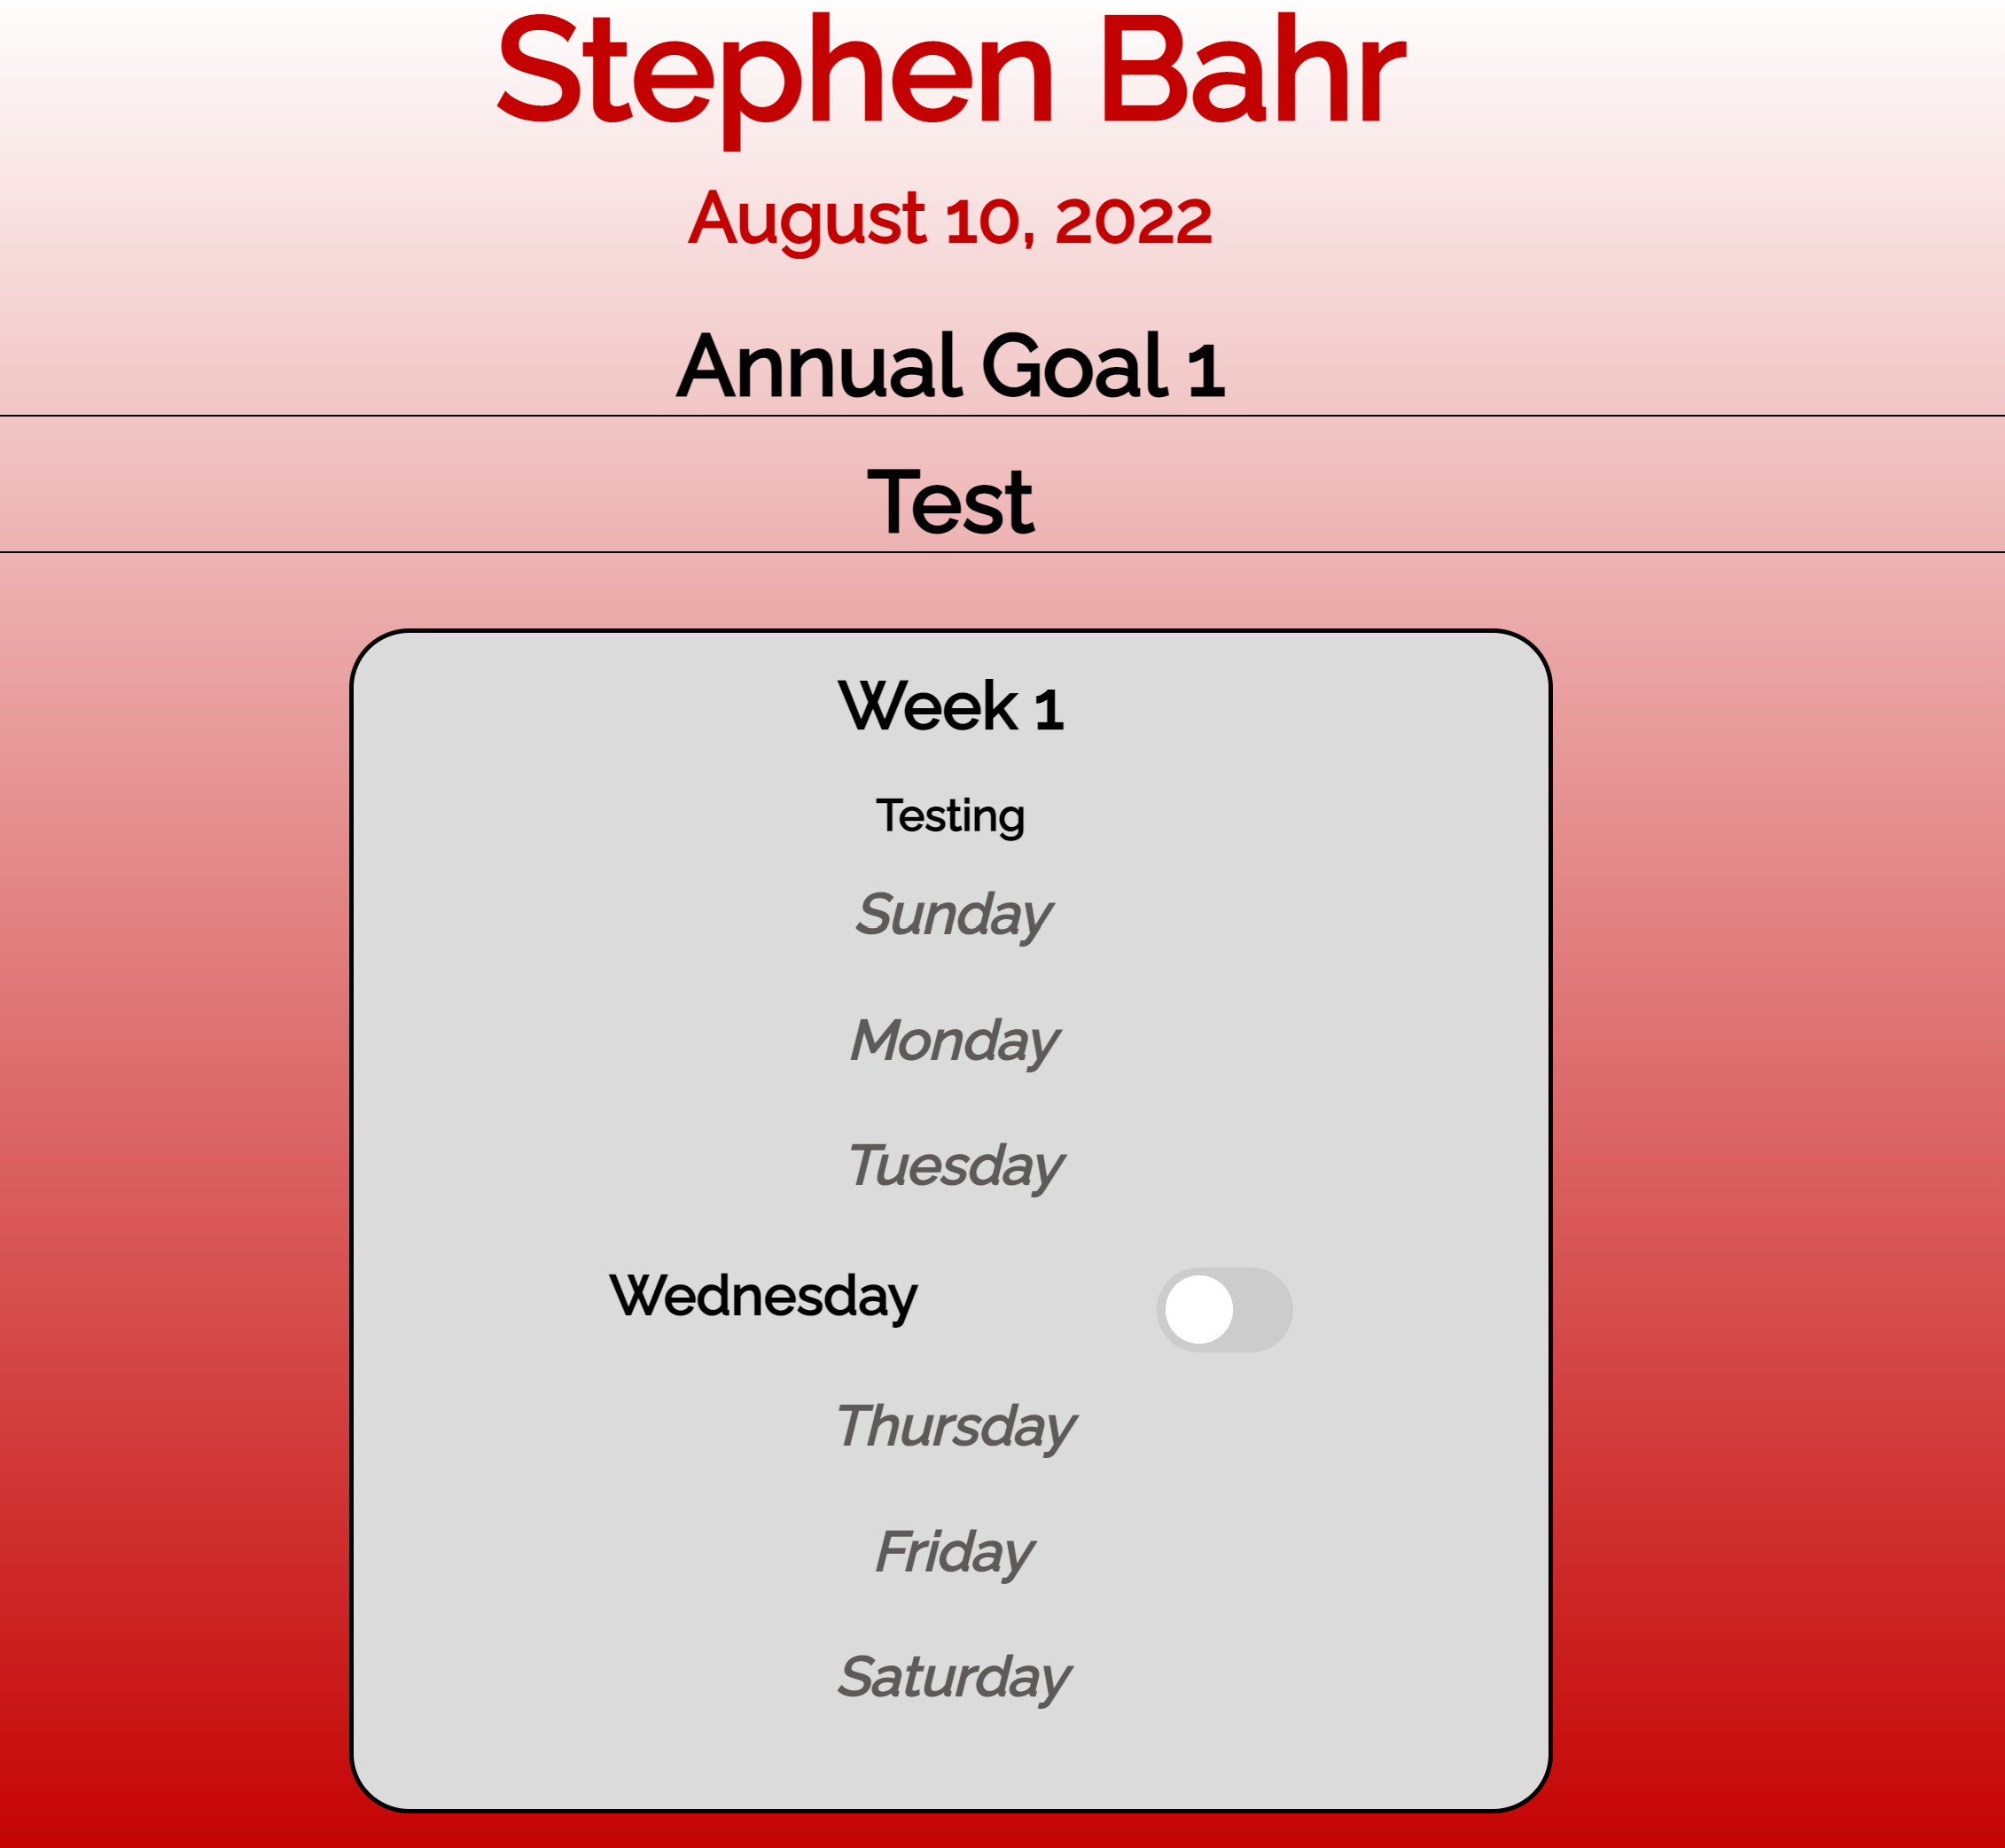 Stephen Bahr
August 10, 2022
Annual Goal 1
Test
Week 1
Testing
Sunday
Monday
Tuesday
Wednesday
Thursday
Friday
Saturday